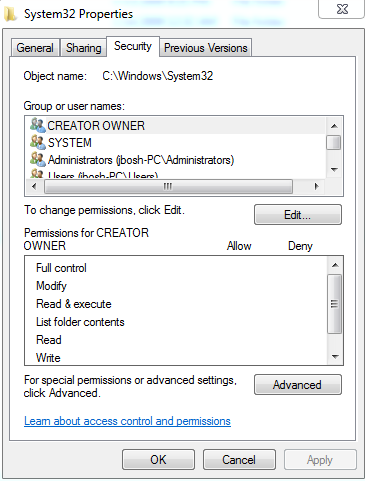 System32 Properties
General Sharing Security Previous Versions
Object name: C:\Windows\System32
Group or user names:
CREATOR OWNER
SYSTEM
Administrators (jbosh-PC\Administrators)
Users (jbosh-PC\Users)
To change permissions, click Edit. Edit...
Permissions for CREATOR
OWNER Allow Deny
Full control
Modify
Read & execute
List folder contents
Read
Write
For special permissions or advanced settings,
click Advanced. Advanced
Learn about access control and permissions
OK Cancel Apply